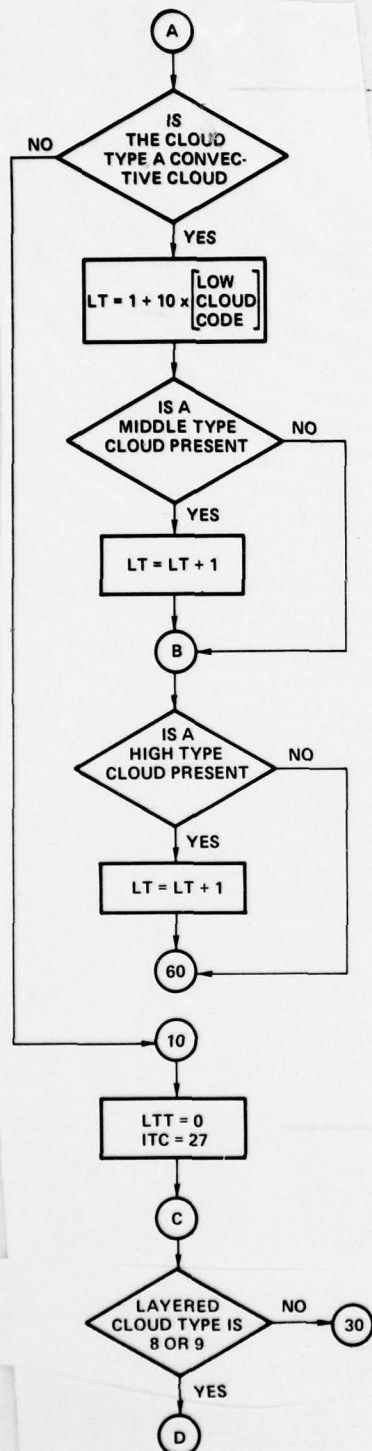 A
IS
THE CLOUD
TYPE A CONVEC-
TIVE CLOUD
NO
YES
LT = 1 + 10 x [LOW
CLOUD
CODE]
IS A
MIDDLE TYPE
CLOUD PRESENT
NO
YES
LT = LT + 1
B
IS A
HIGH TYPE
CLOUD PRESENT
NO
YES
LT = LT + 1
60
10
LTT = 0
ITC = 27
C
LAYERED
CLOUD TYPE IS
8 OR 9
NO
30
YES
D